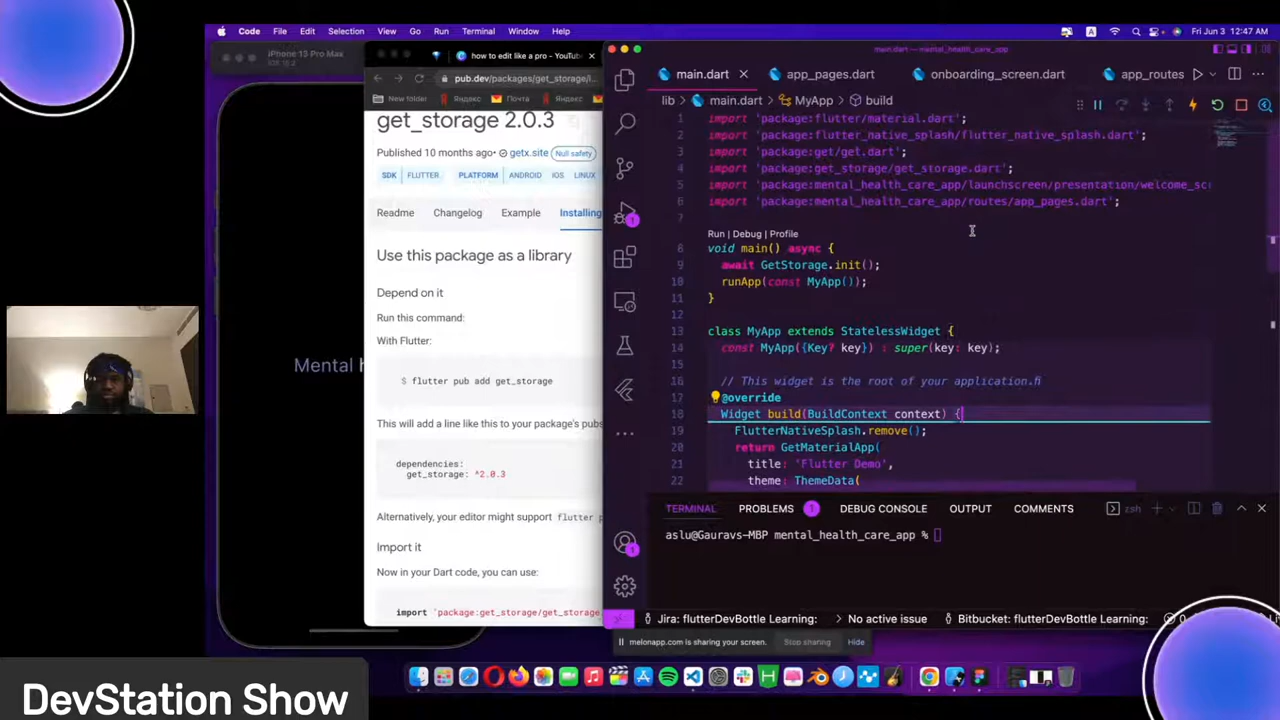 Code File Edit Selection View Go Run Terminal Window Help
Fri Jun 3 12:47 AM
iPhone 13 Pro Max
how to edit like a pro - YouTube
pub.dev/packages/get_storage/i...
New folder Яндекс Почта Яндекс
get_storage 2.0.3
Published 10 months ago• getx.site Null safety
SDK FLUTTER PLATFORM ANDROID IOS LINUX
Readme Changelog Example Installing
Use this package as a library
Depend on it
Run this command:
With Flutter:
$ flutter pub add get_storage
This will add a line like this to your package's pubs
dependencies:
get_storage: ^2.0.3
Alternatively, your editor might support flutter p
Import it
Now in your Dart code, you can use:
import 'package:get_storage/get_storage
Mental h
main.dart — mental_health_care_app
main.dart app_pages.dart onboarding_screen.dart app_routes
lib > main.dart > MyApp > build
1 import 'package:flutter/material.dart';
2 import 'package:flutter_native_splash/flutter_native_splash.dart';
3 import 'package:get/get.dart';
4 import 'package:get_storage/get_storage.dart';
5 import 'package:mental_health_care_app/launchscreen/presentation/welcome_scr
6 import 'package:mental_health_care_app/routes/app_pages.dart';
7
Run | Debug | Profile
8 void main() async {
9 await GetStorage.init();
10 runApp(const MyApp());
11 }
12
13 class MyApp extends StatelessWidget {
14 const MyApp({Key? key}) : super(key: key);
15
16 // This widget is the root of your application.
17 @override
18 Widget build(BuildContext context) {
19 FlutterNativeSplash.remove();
20 return GetMaterialApp(
21 title: 'Flutter Demo',
22 theme: ThemeData(
TERMINAL PROBLEMS 1 DEBUG CONSOLE OUTPUT COMMENTS
zsh
aslu@Gauravs-MBP mental_health_care_app %
Jira: flutterDevBottle Learning: No active issue Bitbucket: flutterDevBottle Learning:
melonapp.com is sharing your screen. Stop sharing Hide
DevStation Show